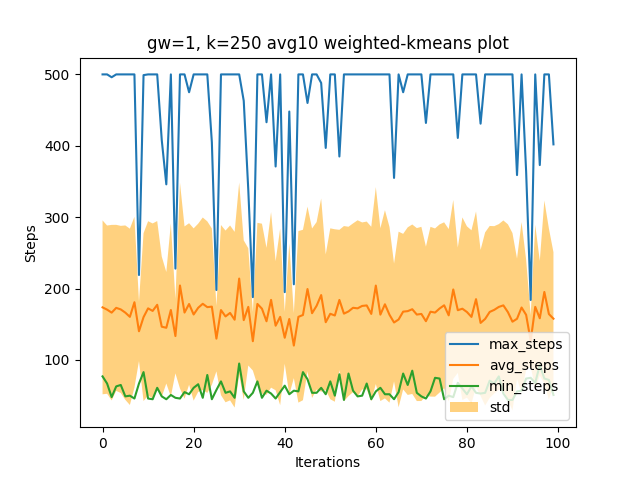 gw=1, k=250 avg10 weighted-kmeans plot
500
400
300
200
100
Steps
0
20
40
60
80
100
Iterations
max_steps
avg_steps
min_steps
std